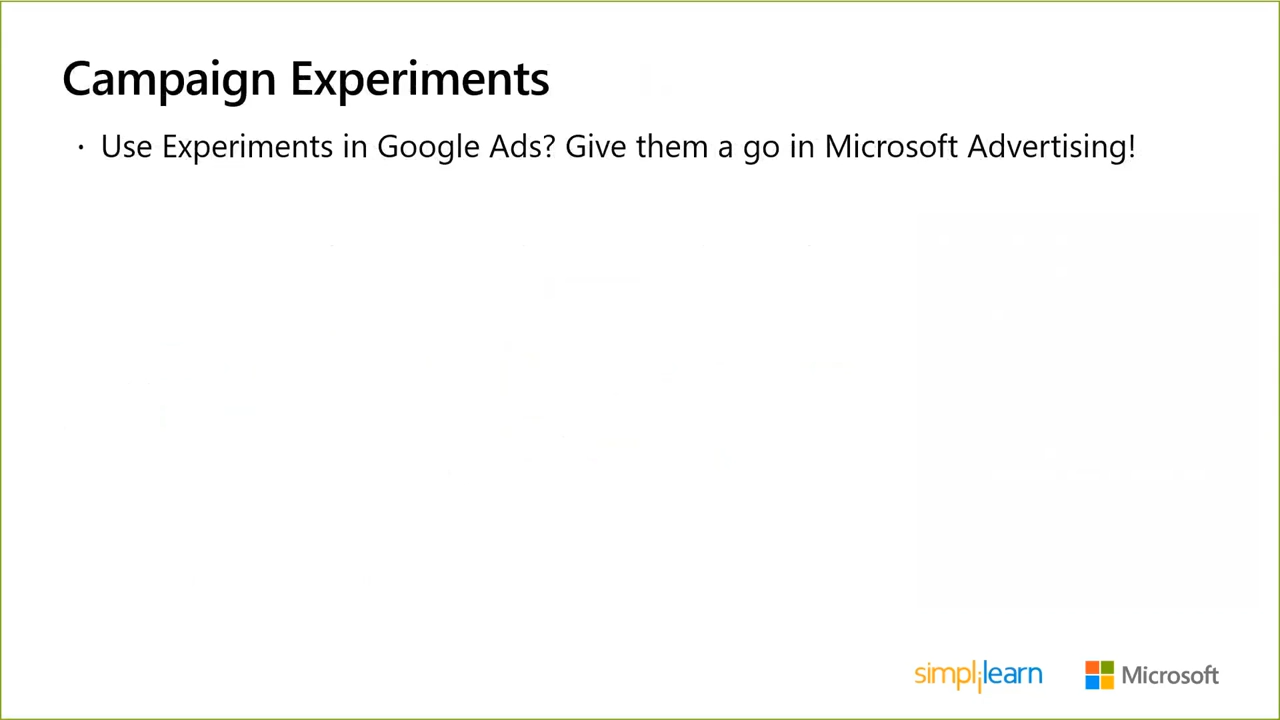 Campaign Experiments
· Use Experiments in Google Ads? Give them a go in Microsoft Advertising!
simplilearn
Microsoft